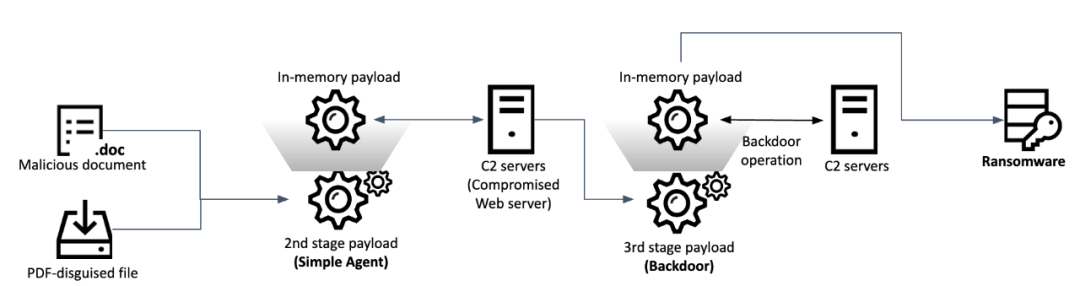 .doc
Malicious document
PDF-disguised file
In-memory payload
2nd stage payload
(Simple Agent)
C2 servers
(Compromised
Web server)
In-memory payload
3rd stage payload
(Backdoor)
Backdoor
operation
C2 servers
Ransomware